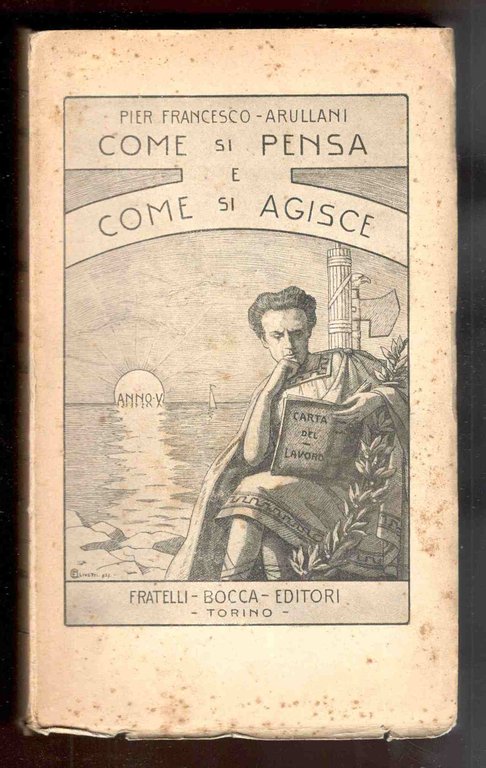 PIER FRANCESCO - ARULLANI
COME SI PENSA
E
COME SI AGISCE
ANNO·V
CARTA
DEL
LAVORO
FRATELLI - BOCCA - EDITORI
- TORINO -